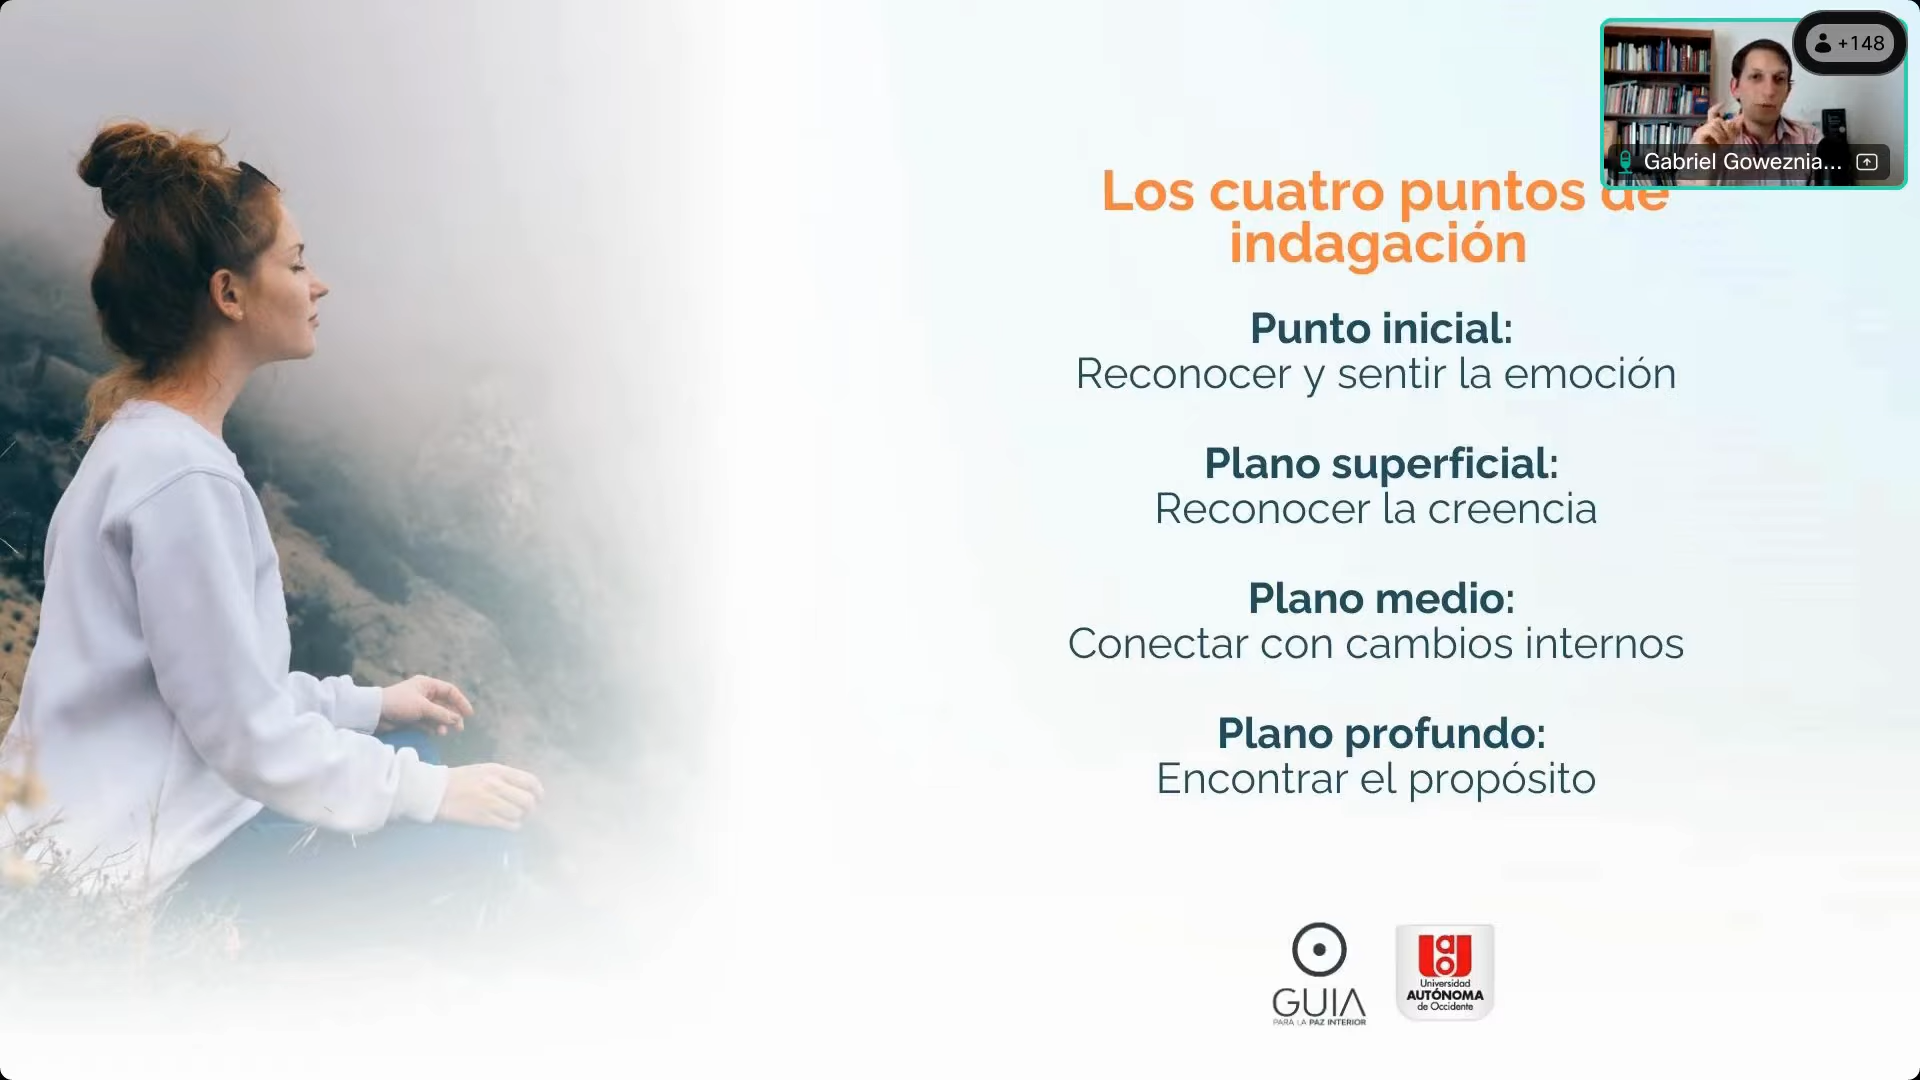 +148
Gabriel Goweznia...
Los cuatro puntos de
indagación
Punto inicial:
Reconocer y sentir la emoción
Plano superficial:
Reconocer la creencia
Plano medio:
Conectar con cambios internos
Plano profundo:
Encontrar el propósito
GUIA
PARA LA PAZ INTERIOR
Universidad
AUTÓNOMA
de Occidente